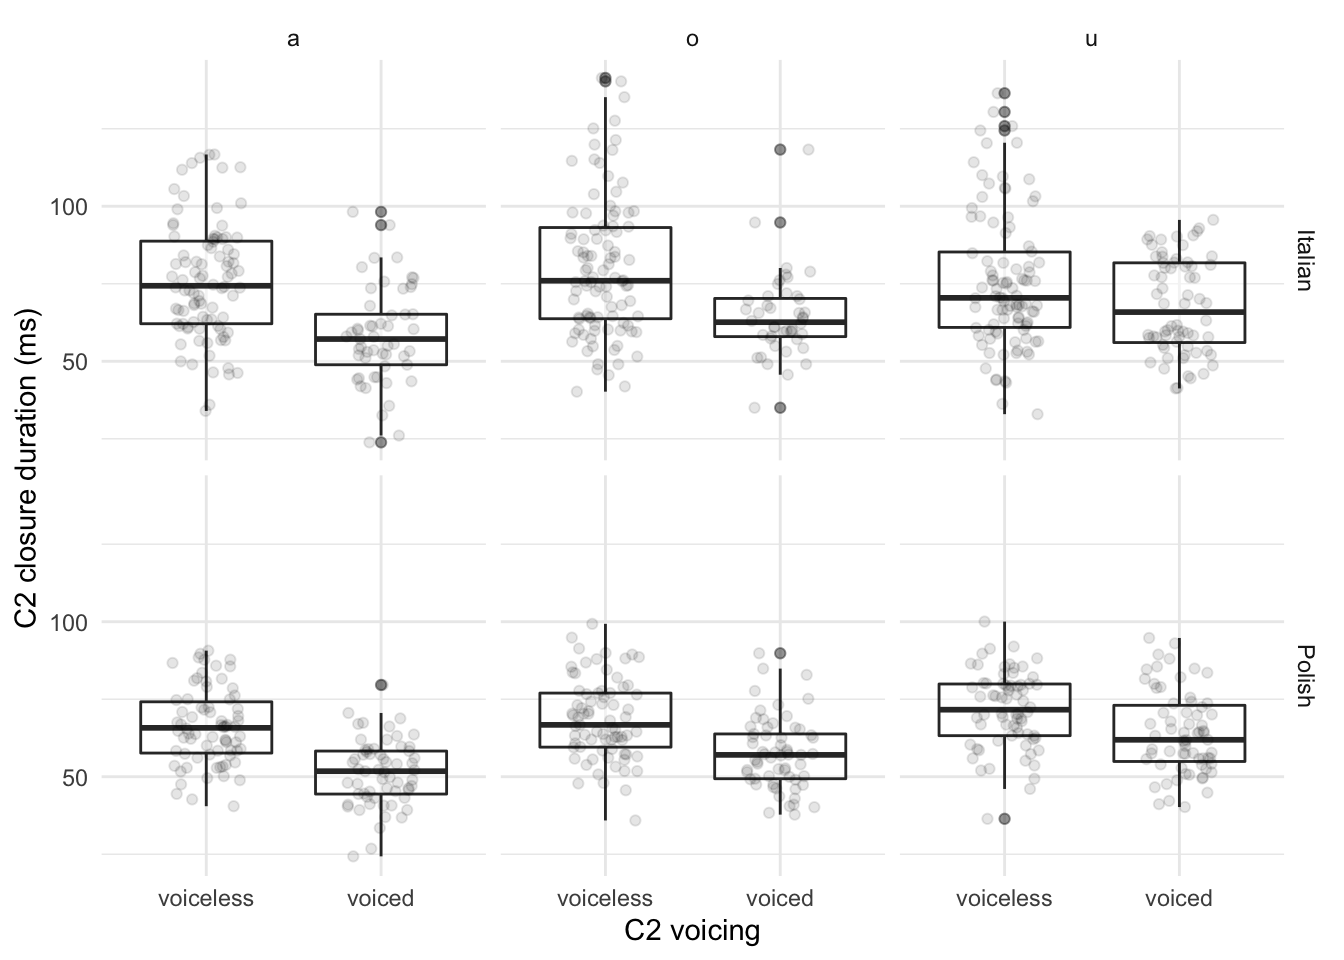 a
o
u
C2 closure duration (ms)
100
50
Italian
100
50
Polish
voiceless
voiced
voiceless
voiced
voiceless
voiced
C2 voicing